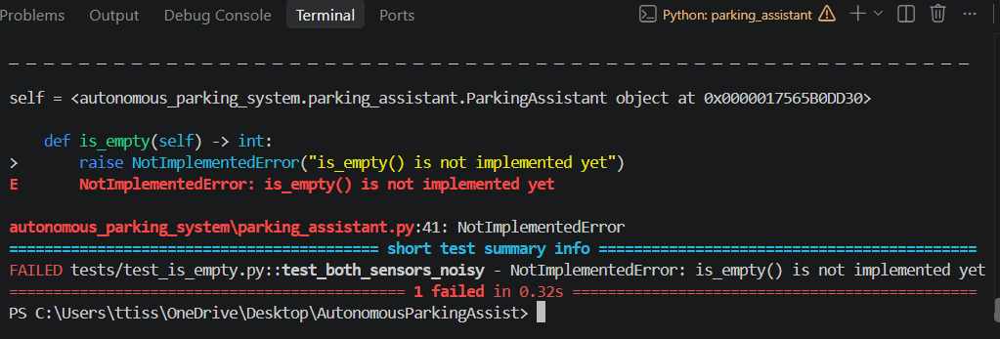 Problems Output Debug Console Terminal Ports Python: parking_assistant
_ _ _ _ _ _ _ _ _ _ _ _ _ _ _ _ _ _ _ _ _ _ _ _ _ _ _ _ _ _ _ _ _ _ _ _ _ _ _ _ _ _ _ _ _ _ _ _ _ _ _ _ _ _ _
self = <autonomous_parking_system.parking_assistant.ParkingAssistant object at 0x0000017565B0DD30>
    def is_empty(self) -> int:
>       raise NotImplementedError("is_empty() is not implemented yet")
E       NotImplementedError: is_empty() is not implemented yet
autonomous_parking_system\parking_assistant.py:41: NotImplementedError
========================================== short test summary info ===========================================
FAILED tests/test_is_empty.py::test_both_sensors_noisy - NotImplementedError: is_empty() is not implemented yet
============================================= 1 failed in 0.32s ==============================================
PS C:\Users\ttiss\OneDrive\Desktop\AutonomousParkingAssist>